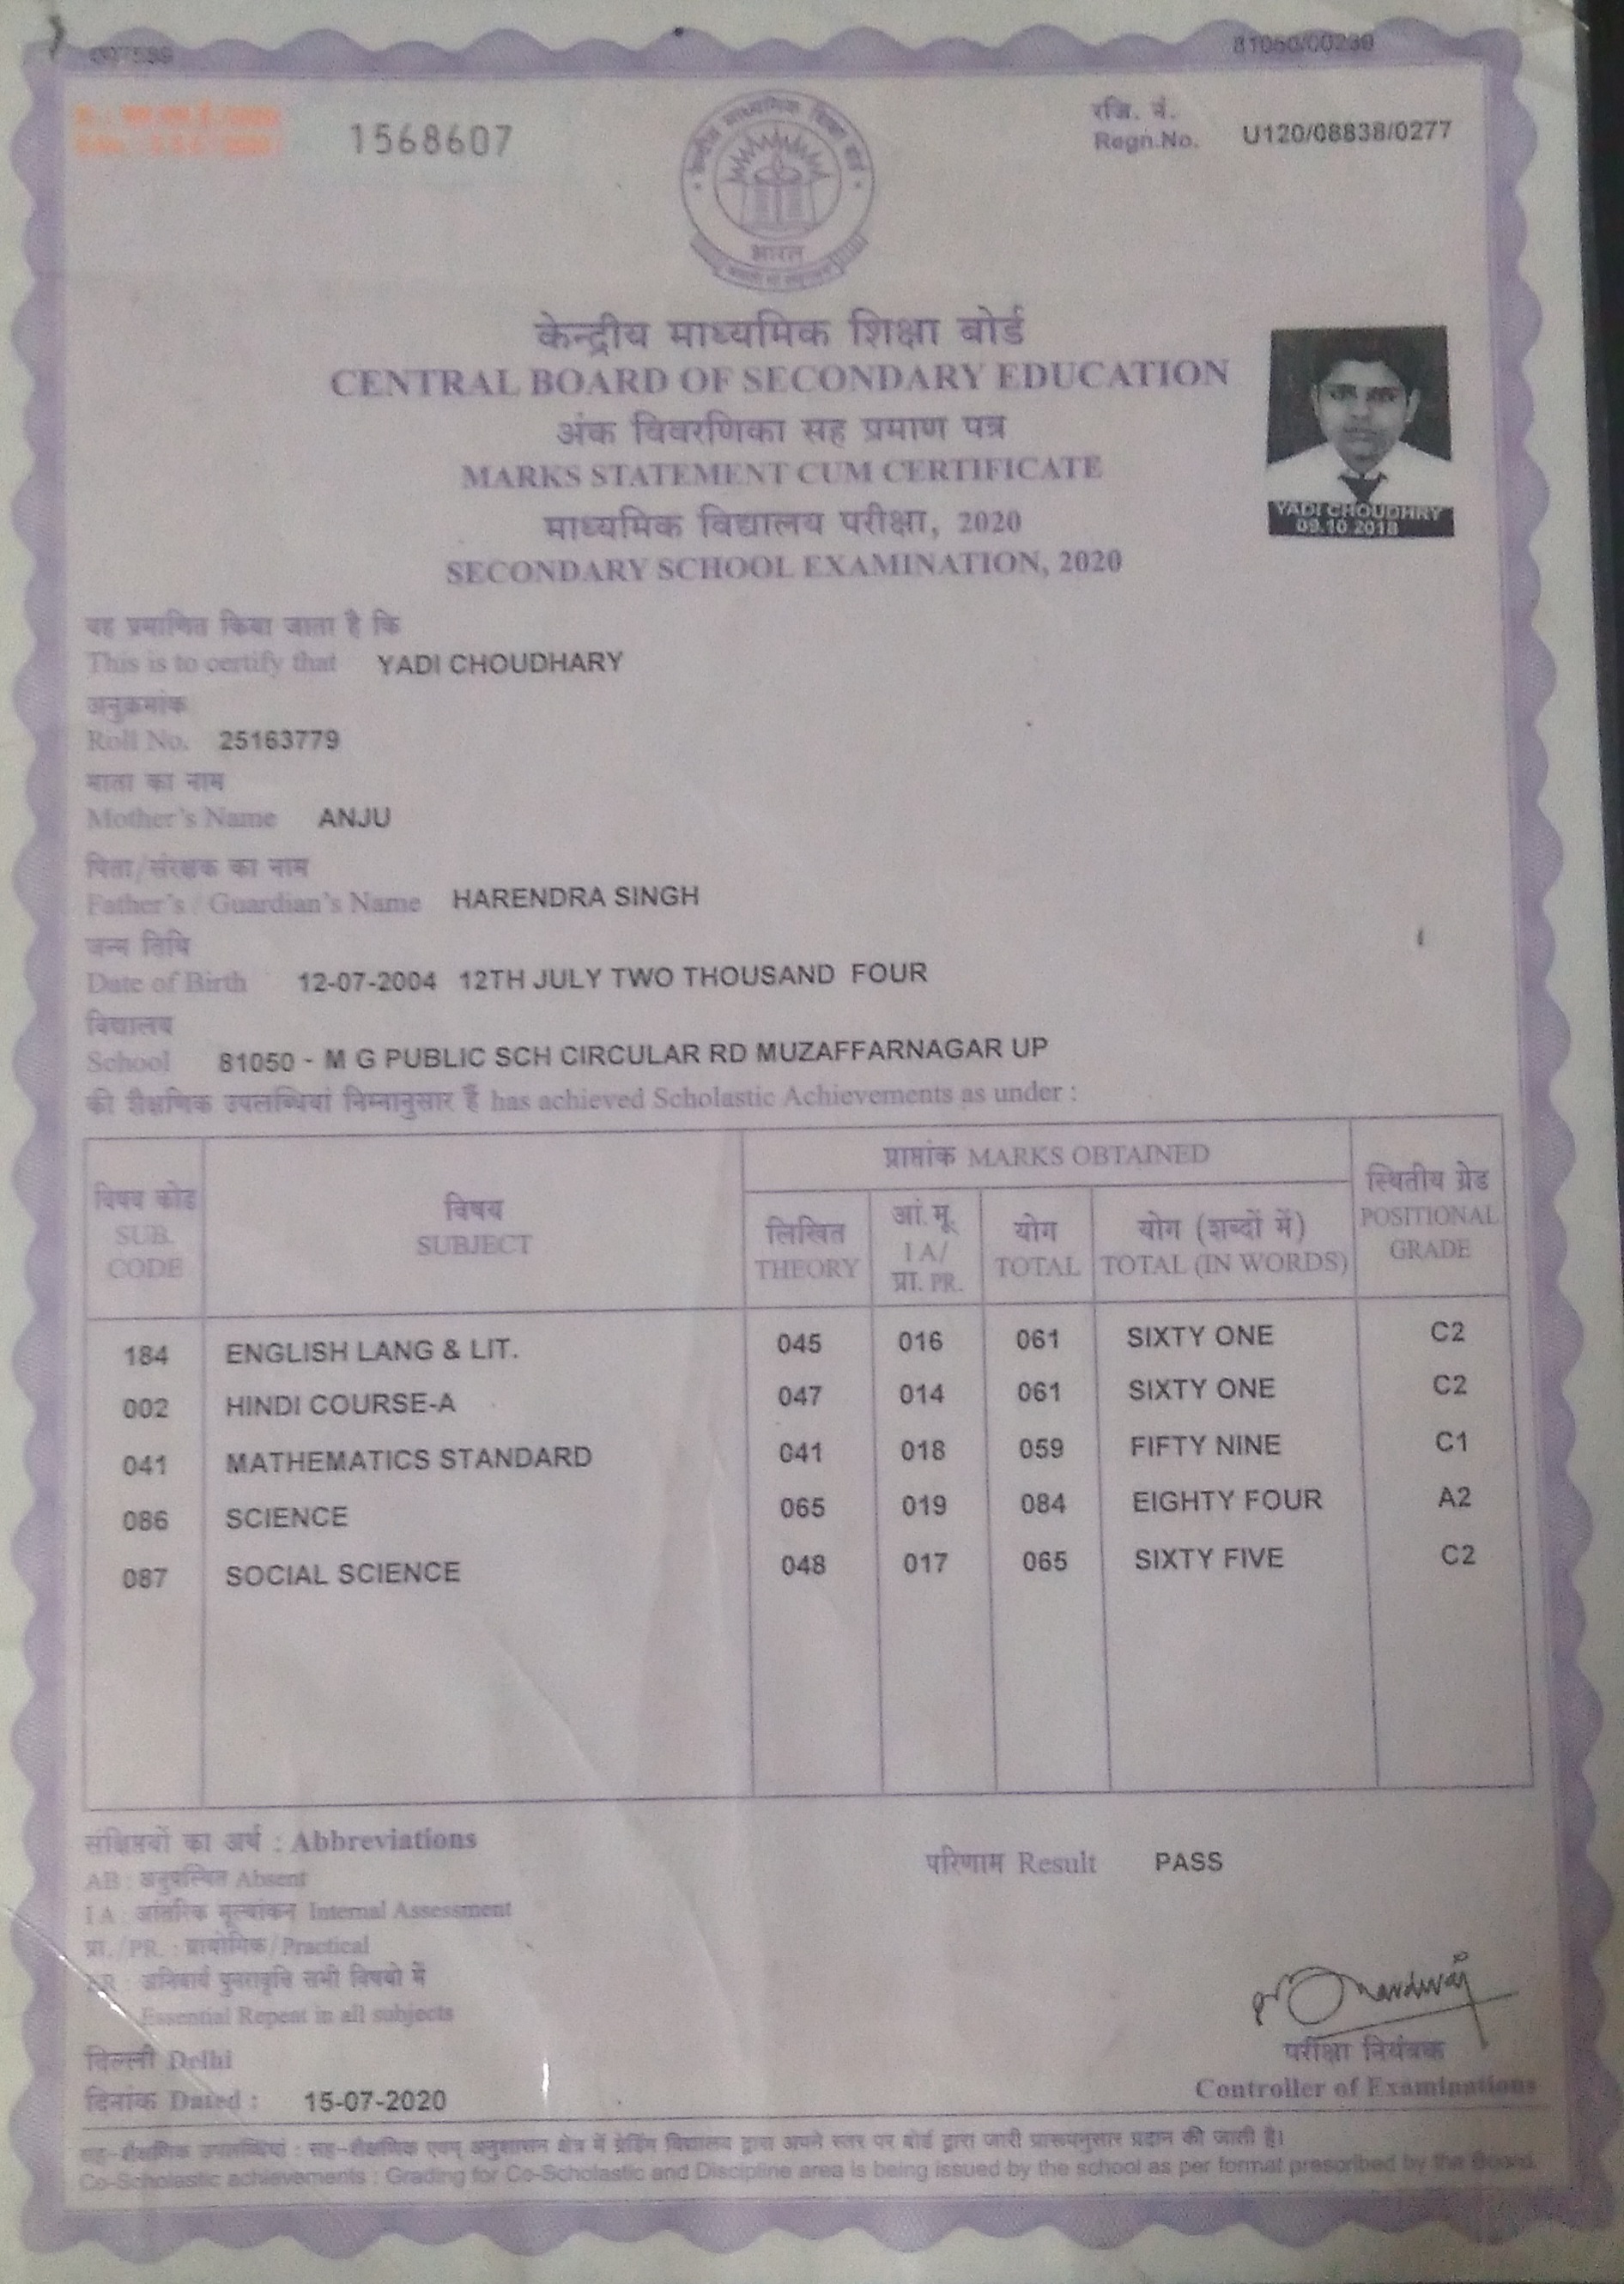 007539
81050/00239
1568607
रजि. नं.
Regn.No. U120/08838/0277
भारत
केन्द्रीय माध्यमिक शिक्षा बोर्ड
CENTRAL BOARD OF SECONDARY EDUCATION
अंक विवरणिका सह प्रमाण पत्र
MARKS STATEMENT CUM CERTIFICATE
माध्यमिक विद्यालय परीक्षा, 2020
SECONDARY SCHOOL EXAMINATION, 2020
YADI CHOUDHRY
09.10.2018
यह प्रमाणित किया जाता है कि
This is to certify that YADI CHOUDHARY
अनुक्रमांक
Roll No. 25163779
माता का नाम
Mother's Name ANJU
पिता/संरक्षक का नाम
Father's / Guardian's Name HARENDRA SINGH
जन्म तिथि
Date of Birth 12-07-2004 12TH JULY TWO THOUSAND FOUR
विद्यालय
School 81050 - M G PUBLIC SCH CIRCULAR RD MUZAFFARNAGAR UP
की शैक्षणिक उपलब्धियां निम्नानुसार हैं has achieved Scholastic Achievements as under :
विषय कोड SUB. CODE
विषय SUBJECT
प्राप्तांक MARKS OBTAINED
लिखित THEORY
आं.मू. I A/ प्रा. PR.
योग TOTAL
योग (शब्दों में) TOTAL (IN WORDS)
स्थितीय ग्रेड POSITIONAL GRADE
184 ENGLISH LANG & LIT. 045 016 061 SIXTY ONE C2
002 HINDI COURSE-A 047 014 061 SIXTY ONE C2
041 MATHEMATICS STANDARD 041 018 059 FIFTY NINE C1
086 SCIENCE 065 019 084 EIGHTY FOUR A2
087 SOCIAL SCIENCE 048 017 065 SIXTY FIVE C2
संक्षिप्तियों का अर्थ : Abbreviations
AB : अनुपस्थित Absent
I A : आंतरिक मूल्यांकन Internal Assessment
प्रा./PR. : प्रायोगिक/Practical
ER : अनिवार्य पुनरावृत्ति सभी विषयो में
Essential Repeat in all subjects
परिणाम Result PASS
दिल्ली Delhi
दिनांक Dated : 15-07-2020
परीक्षा नियंत्रक
Controller of Examinations
सह-शैक्षणिक उपलब्धियां : सह-शैक्षणिक एवम् अनुशासन क्षेत्र में ग्रेडिंग विद्यालय द्वारा अपने स्तर पर बोर्ड द्वारा जारी प्रारूपनुसार प्रदान की जाती है।
Co-Scholastic achievements : Grading for Co-Scholastic and Discipline area is being issued by the school as per format prescribed by the Board.